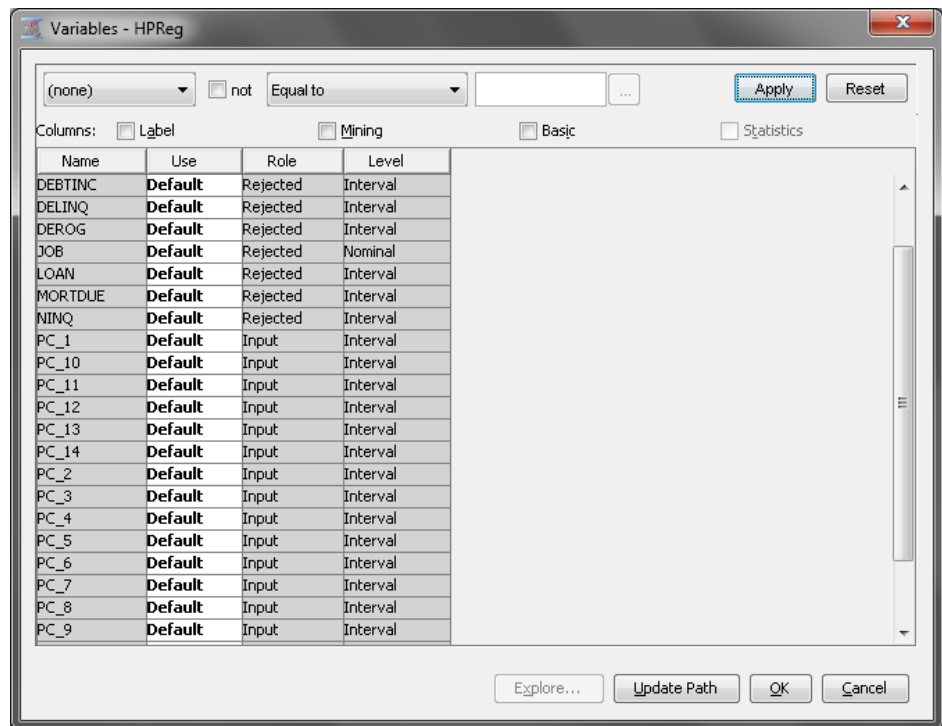 Variables - HPReg
(none) not Equal to ... Apply Reset
Columns: Label Mining Basic Statistics
Name Use Role Level
DEBTINC Default Rejected Interval
DELINQ Default Rejected Interval
DEROG Default Rejected Interval
JOB Default Rejected Nominal
LOAN Default Rejected Interval
MORTDUE Default Rejected Interval
NINQ Default Rejected Interval
PC_1 Default Input Interval
PC_10 Default Input Interval
PC_11 Default Input Interval
PC_12 Default Input Interval
PC_13 Default Input Interval
PC_14 Default Input Interval
PC_2 Default Input Interval
PC_3 Default Input Interval
PC_4 Default Input Interval
PC_5 Default Input Interval
PC_6 Default Input Interval
PC_7 Default Input Interval
PC_8 Default Input Interval
PC_9 Default Input Interval
Explore... Update Path OK Cancel